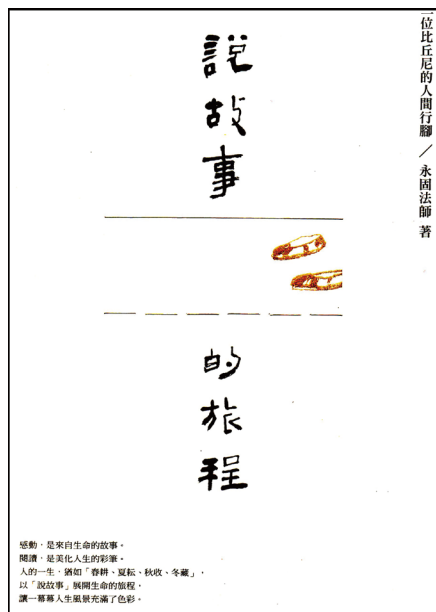 一位比丘尼的人間行腳／永固法師 著
說故事
的旅程
感動，是來自生命的故事。
閱讀，是美化人生的彩筆。
人的一生，猶如「春耕、夏耘、秋收、冬藏」，
以「說故事」展開生命的旅程，
讓一幕幕人生風景充滿了色彩。